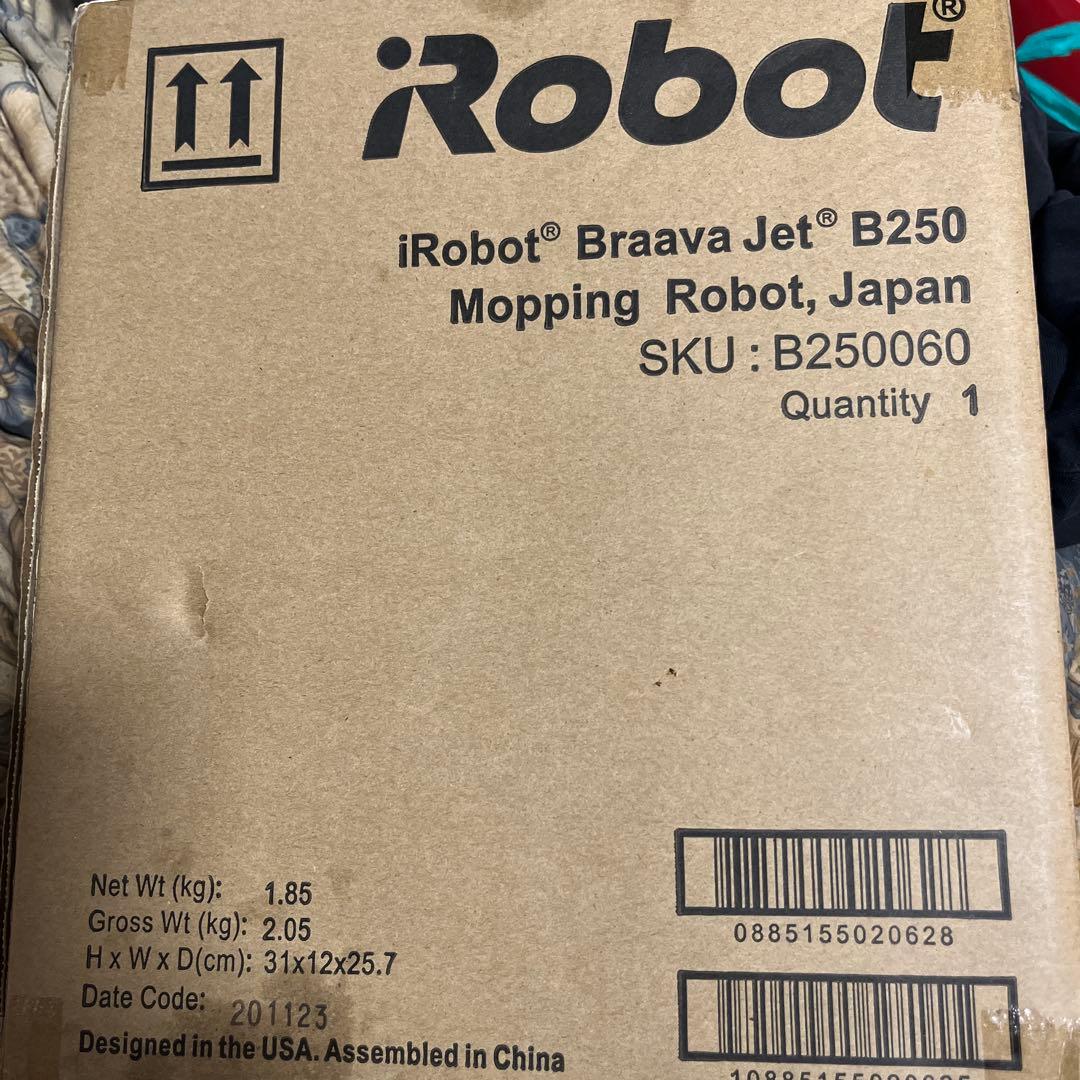 iRobot®
iRobot® Braava Jet® B250
Mopping Robot, Japan
SKU : B250060
Quantity 1
Net Wt (kg): 1.85
Gross Wt (kg): 2.05
H x W x D(cm): 31x12x25.7
Date Code: 201123
Designed in the USA. Assembled in China
0885155020628